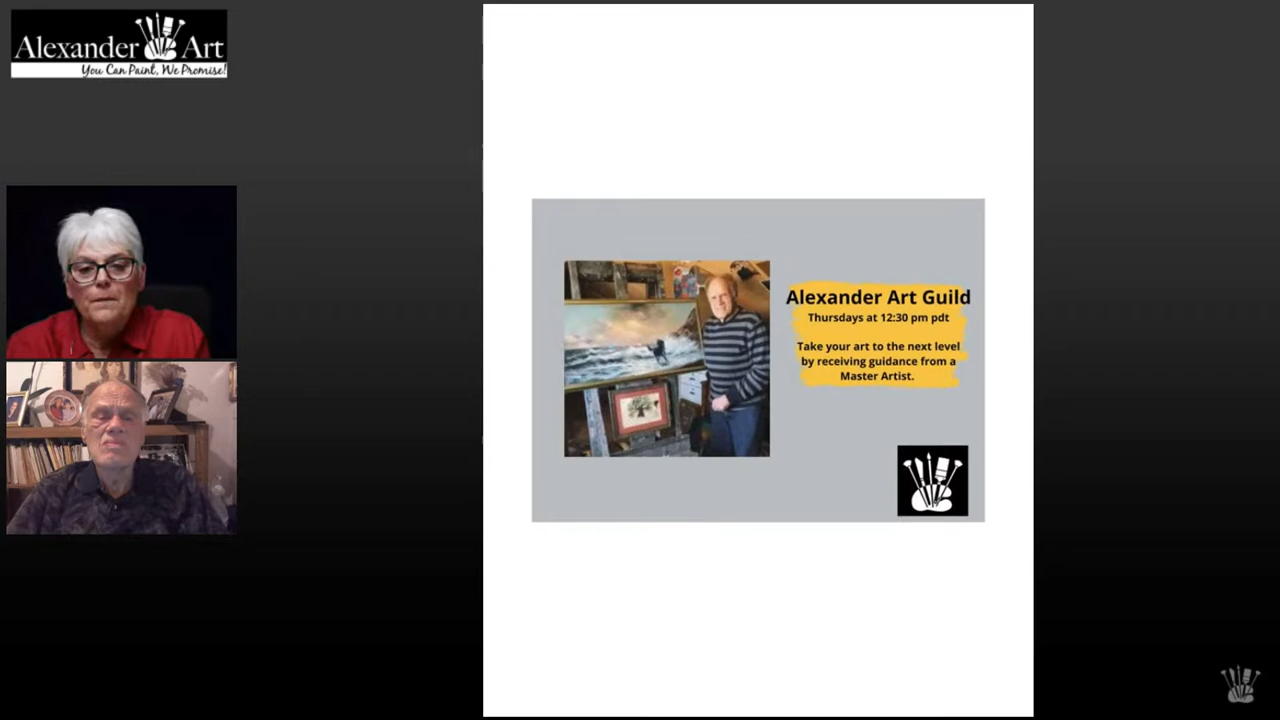 Alexander Art
You Can Paint, We Promise!
Alexander Art Guild
Thursdays at 12:30 pm pdt
Take your art to the next level
by receiving guidance from a
Master Artist.